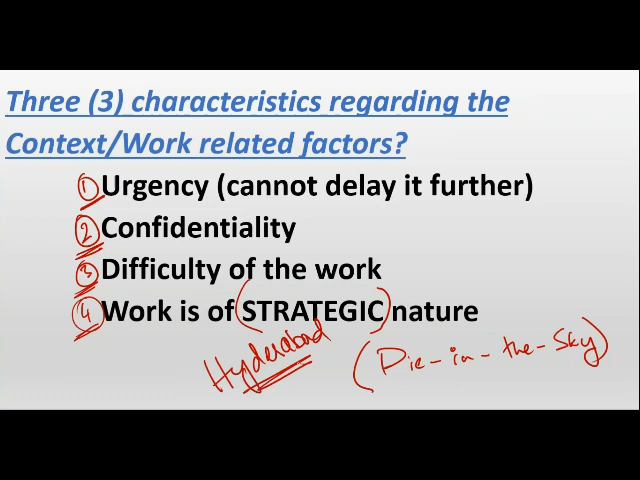 Three (3) characteristics regarding the
Context/Work related factors?
1 Urgency (cannot delay it further)
2 Confidentiality
3 Difficulty of the work
4 Work is of (STRATEGIC) nature
Hyderabad
(Pie-in-the-Sky)